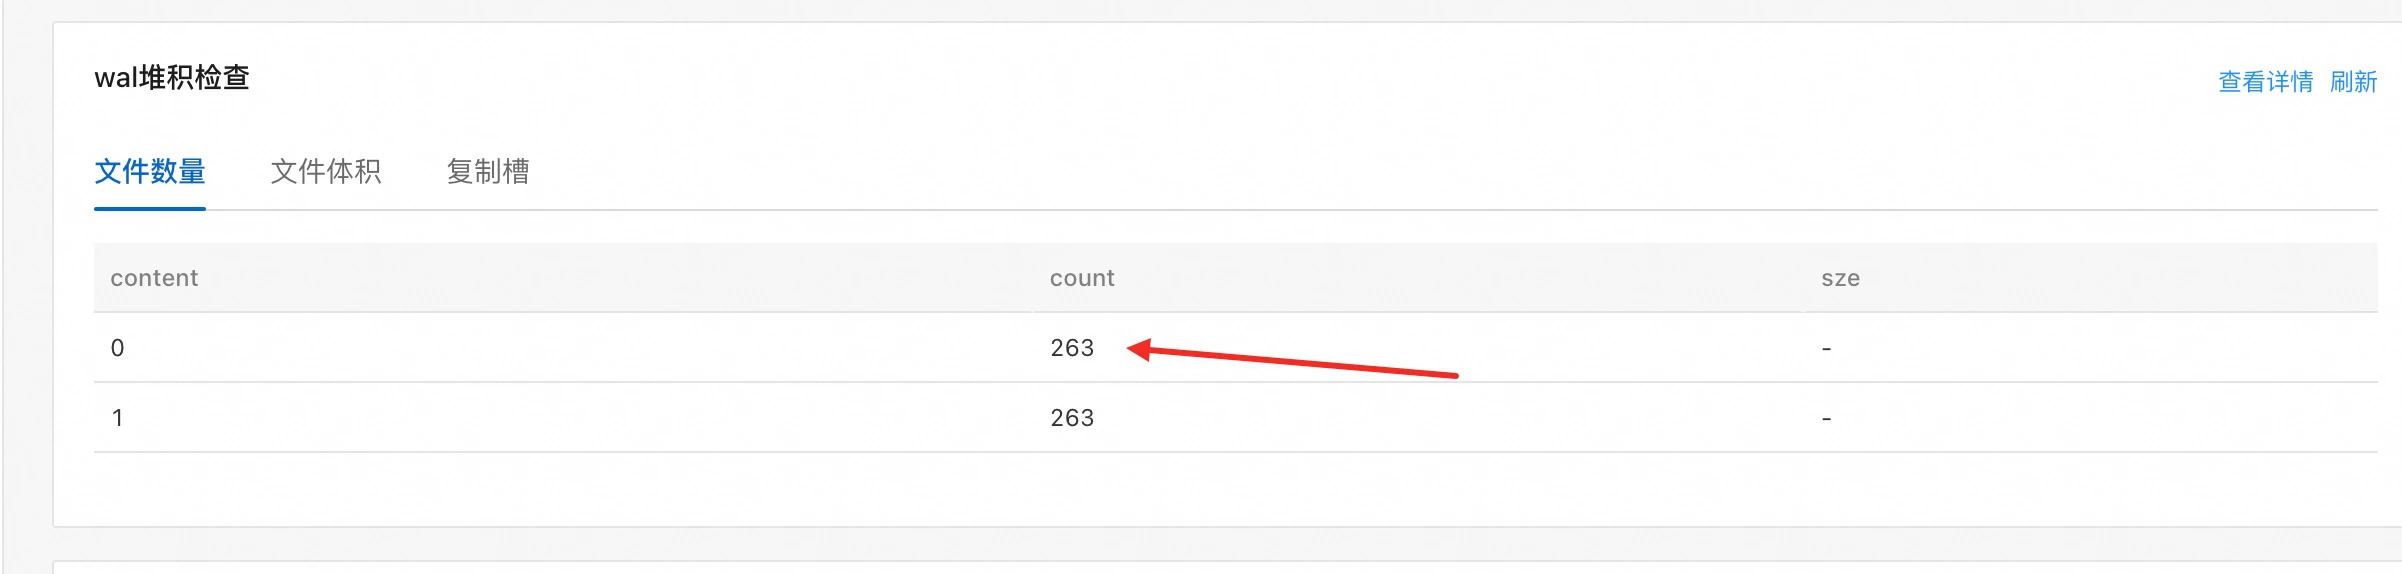 wal堆积检查
查看详情 刷新
文件数量 文件体积 复制槽
content count sze
0 263 -
1 263 -